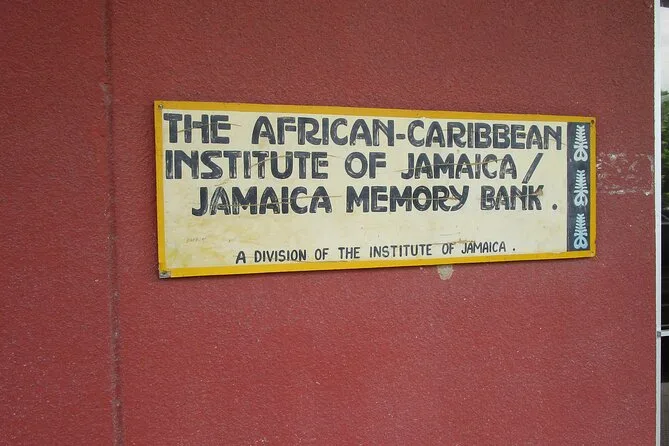 THE AFRICAN-CARIBBEAN
INSTITUTE OF JAMAICA/
JAMAICA MEMORY BANK.
A DIVISION OF THE INSTITUTE OF JAMAICA.